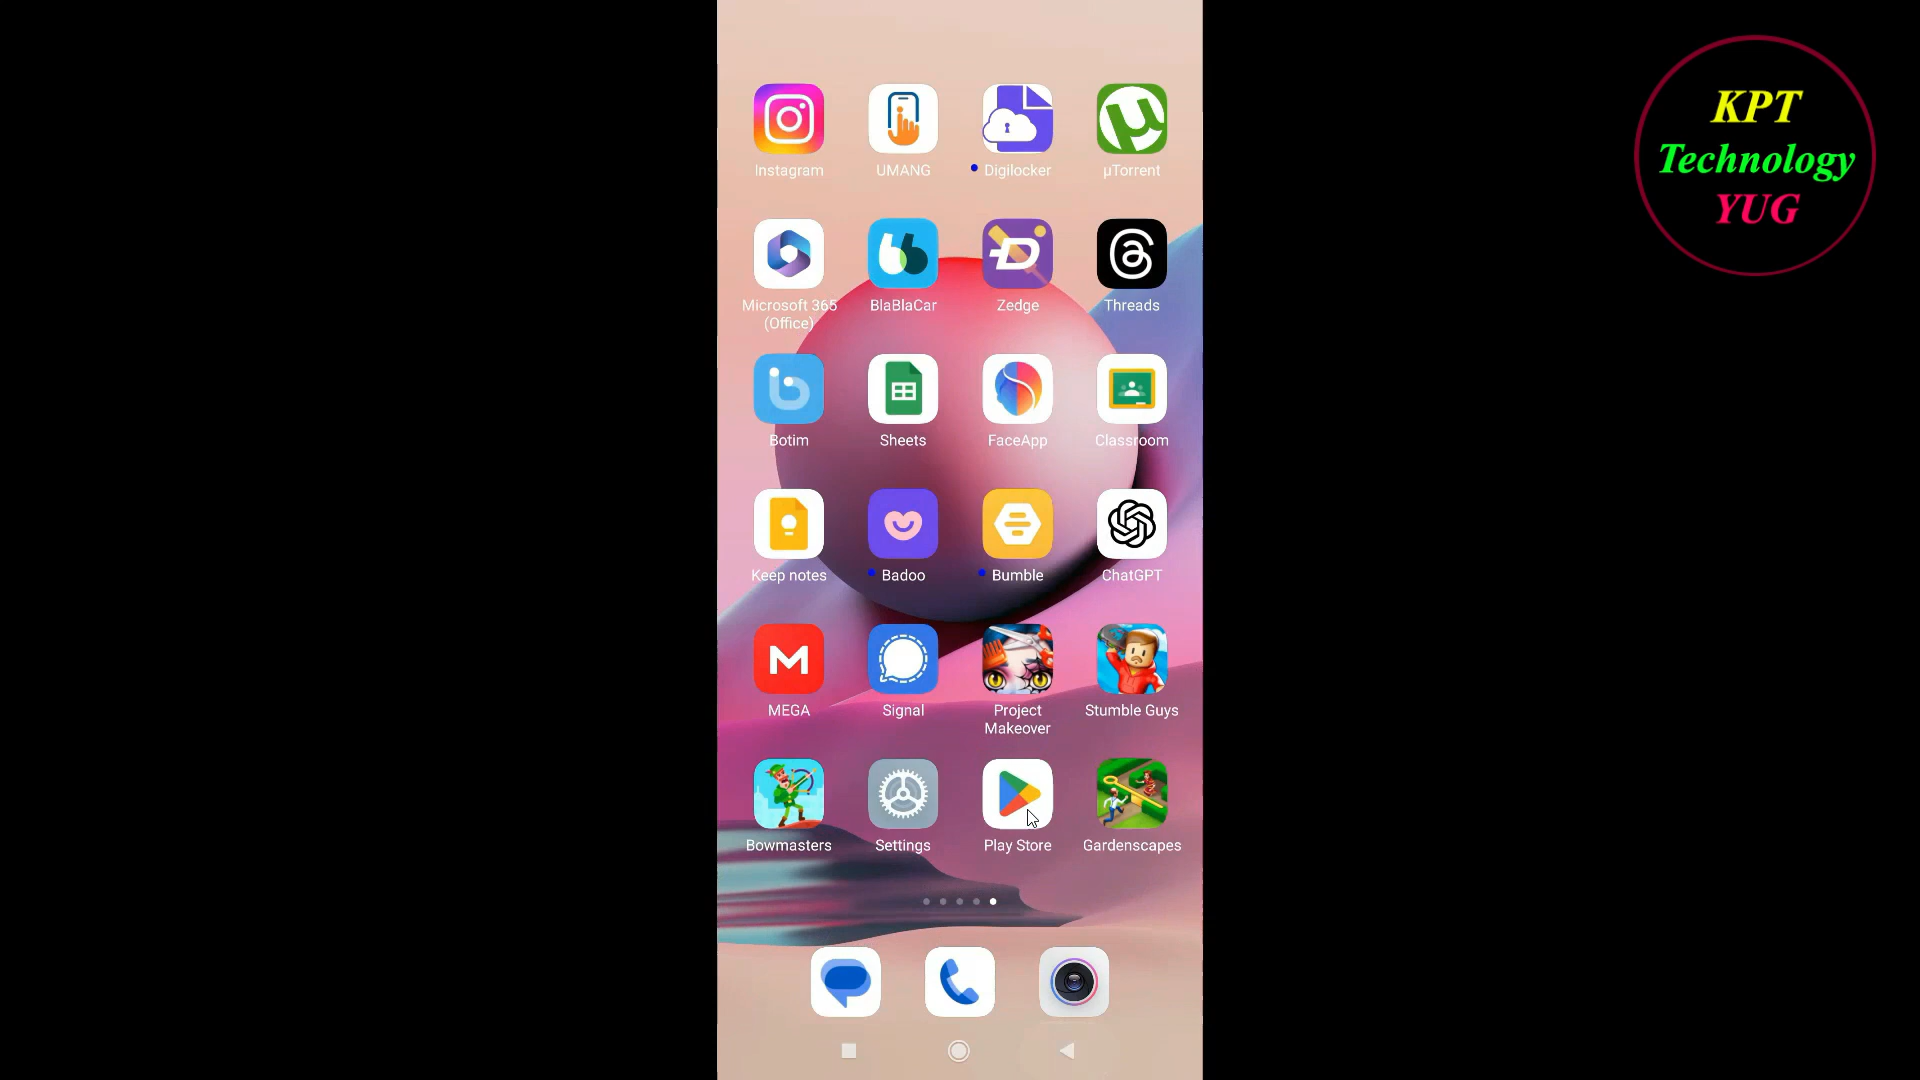 KPT
Technology
YUG
Instagram
UMANG
Digilocker
µTorrent
Microsoft 365
(Office)
BlaBlaCar
Zedge
Threads
Botim
Sheets
FaceApp
Classroom
Keep notes
Badoo
Bumble
ChatGPT
MEGA
Signal
Project
Makeover
Stumble Guys
Bowmasters
Settings
Play Store
Gardenscapes